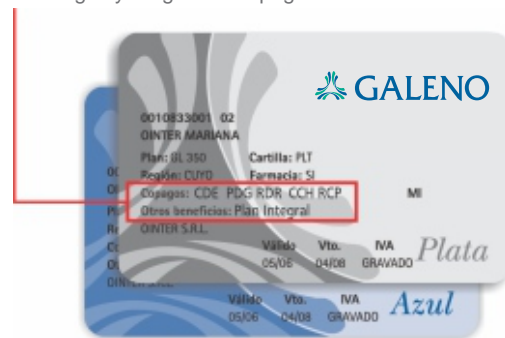 GALENO
0010833001 02
OINTER MARIANA
Plan: GL 350 Cartilla: PLT
Región: CUYO Farmacia: SI
Copagos: CDE PDG RDR CCH RCP MI
Otros beneficios: Plan Integral
OINTER S.R.L.
Válido Vto. IVA
05/06 04/08 GRAVADO Plata
Válido Vto. IVA
05/06 04/08 GRAVADO Azul